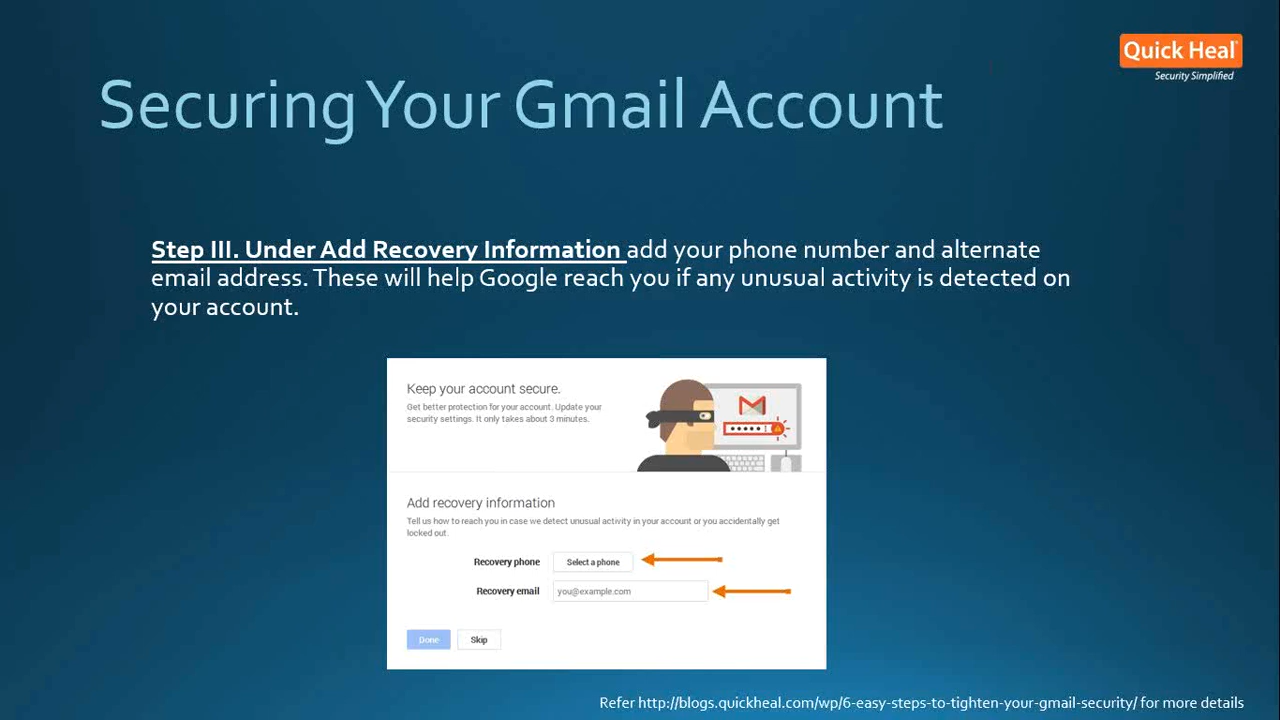 Quick Heal
Security Simplified
Securing Your Gmail Account
Step III. Under Add Recovery Information add your phone number and alternate
email address. These will help Google reach you if any unusual activity is detected on
your account.
Keep your account secure.
Get better protection for your account. Update your
security settings. It only takes about 3 minutes.
Add recovery information
Tell us how to reach you in case we detect unusual activity in your account or you accidentally get
locked out.
Recovery phone Select a phone
Recovery email you@example.com
Done Skip
Refer http://blogs.quickheal.com/wp/6-easy-steps-to-tighten-your-gmail-security/ for more details